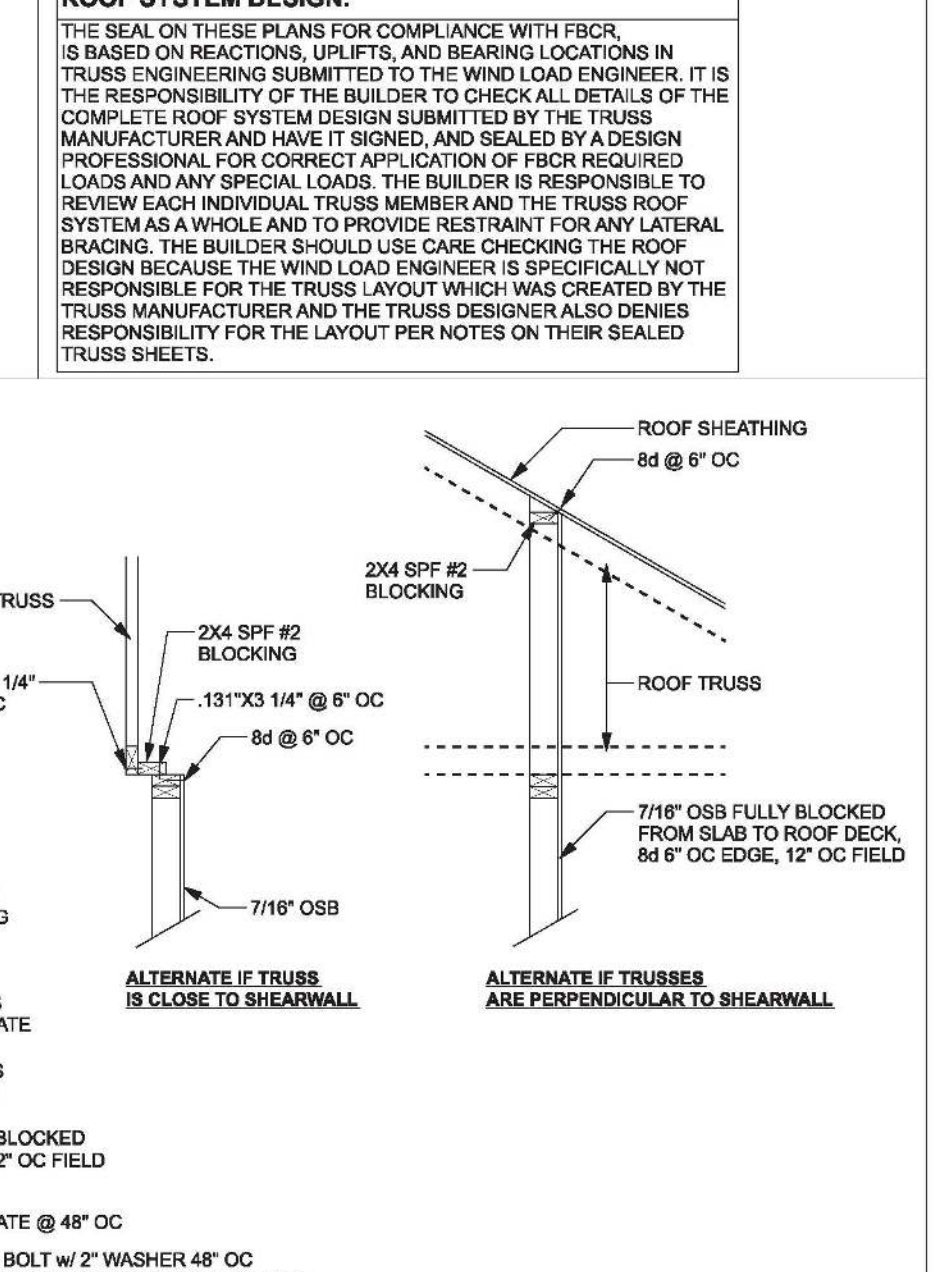 ROOF SYSTEM DESIGN:
THE SEAL ON THESE PLANS FOR COMPLIANCE WITH FBCR,
IS BASED ON REACTIONS, UPLIFTS, AND BEARING LOCATIONS IN
TRUSS ENGINEERING SUBMITTED TO THE WIND LOAD ENGINEER. IT IS
THE RESPONSIBILITY OF THE BUILDER TO CHECK ALL DETAILS OF THE
COMPLETE ROOF SYSTEM DESIGN SUBMITTED BY THE TRUSS
MANUFACTURER AND HAVE IT SIGNED, AND SEALED BY A DESIGN
PROFESSIONAL FOR CORRECT APPLICATION OF FBCR REQUIRED
LOADS AND ANY SPECIAL LOADS. THE BUILDER IS RESPONSIBLE TO
REVIEW EACH INDIVIDUAL TRUSS MEMBER AND THE TRUSS ROOF
SYSTEM AS A WHOLE AND TO PROVIDE RESTRAINT FOR ANY LATERAL
BRACING. THE BUILDER SHOULD USE CARE CHECKING THE ROOF
DESIGN BECAUSE THE WIND LOAD ENGINEER IS SPECIFICALLY NOT
RESPONSIBLE FOR THE TRUSS LAYOUT WHICH WAS CREATED BY THE
TRUSS MANUFACTURER AND THE TRUSS DESIGNER ALSO DENIES
RESPONSIBILITY FOR THE LAYOUT PER NOTES ON THEIR SEALED
TRUSS SHEETS.
ROOF SHEATHING
8d @ 6" OC
2X4 SPF #2
BLOCKING
ROOF TRUSS
7/16" OSB FULLY BLOCKED
FROM SLAB TO ROOF DECK,
8d 6" OC EDGE, 12" OC FIELD
ALTERNATE IF TRUSSES
ARE PERPENDICULAR TO SHEARWALL
TRUSS
2X4 SPF #2
BLOCKING
1/4"
.131"X3 1/4" @ 6" OC
8d @ 6" OC
7/16" OSB
ALTERNATE IF TRUSS
IS CLOSE TO SHEARWALL
ATE
BLOCKED
2" OC FIELD
ATE @ 48" OC
BOLT w/ 2" WASHER 48" OC